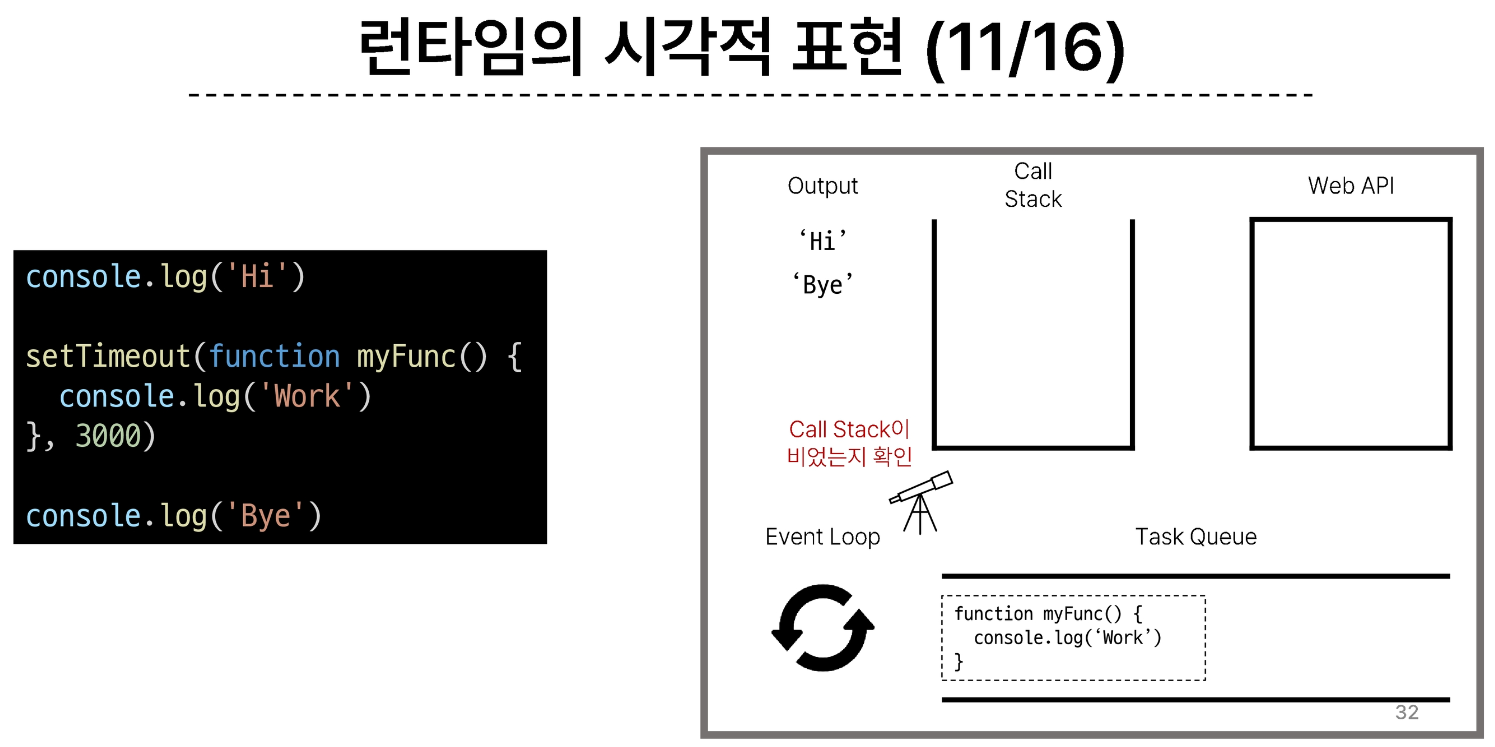 런타임의 시각적 표현 (11/16)
console.log('Hi')
setTimeout(function myFunc() {
  console.log('Work')
}, 3000)
console.log('Bye')
Output
‘Hi’
‘Bye’
Call
Stack
Web API
Call Stack이
비었는지 확인
Event Loop
Task Queue
function myFunc() {
  console.log(‘Work’)
}
32